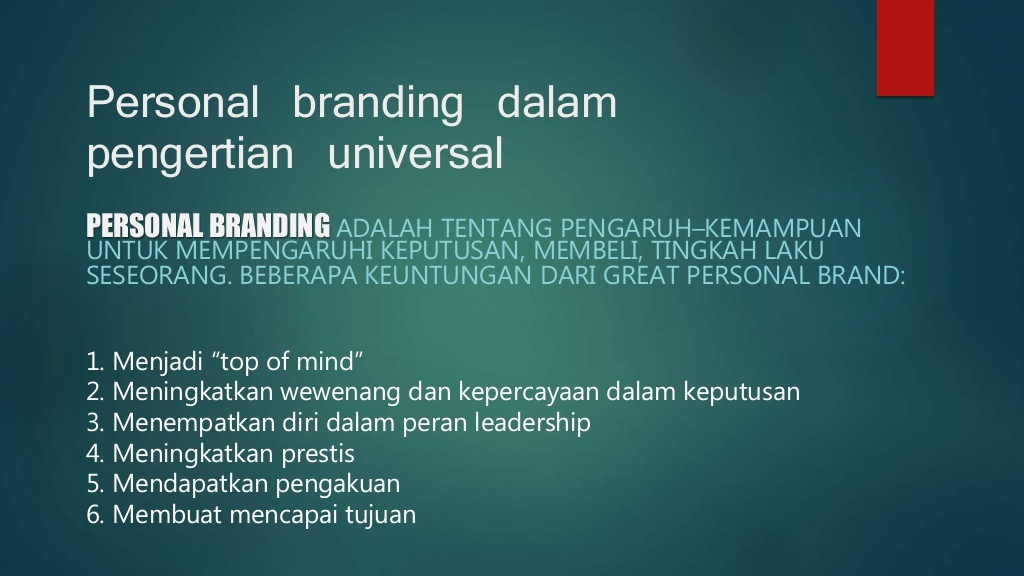 Personal branding dalam
pengertian universal
PERSONAL BRANDING ADALAH TENTANG PENGARUH–KEMAMPUAN
UNTUK MEMPENGARUHI KEPUTUSAN, MEMBELI, TINGKAH LAKU
SESEORANG. BEBERAPA KEUNTUNGAN DARI GREAT PERSONAL BRAND:
1. Menjadi “top of mind”
2. Meningkatkan wewenang dan kepercayaan dalam keputusan
3. Menempatkan diri dalam peran leadership
4. Meningkatkan prestis
5. Mendapatkan pengakuan
6. Membuat mencapai tujuan